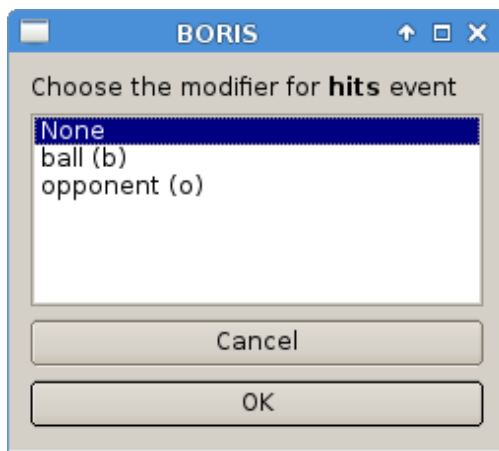 BORIS
Choose the modifier for hits event
None
ball (b)
opponent (o)
Cancel
OK